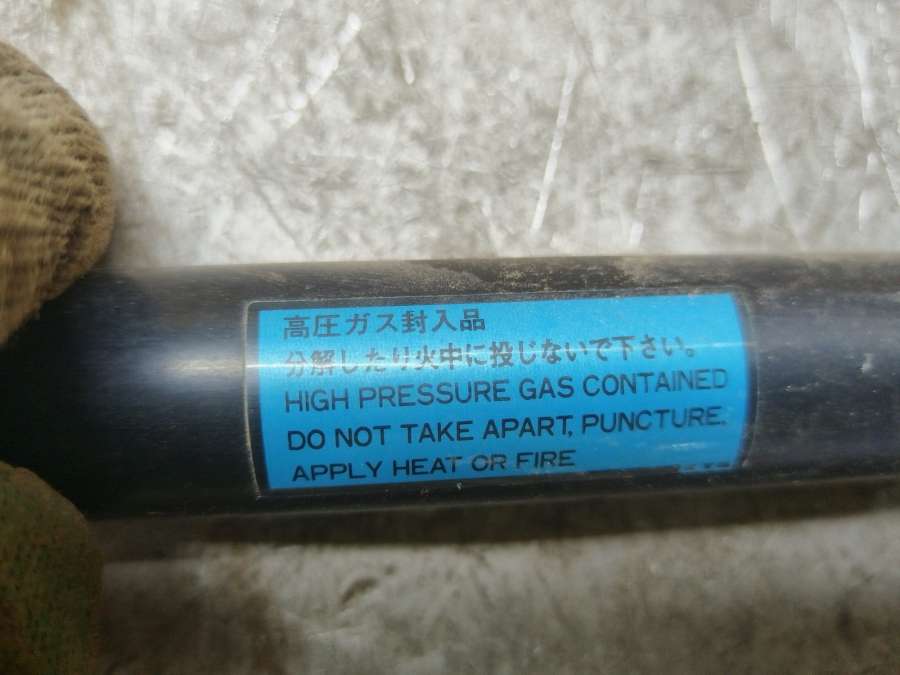 高圧ガス封入品
分解したり火中に投じないで下さい。
HIGH PRESSURE GAS CONTAINED
DO NOT TAKE APART, PUNCTURE,
APPLY HEAT OR FIRE